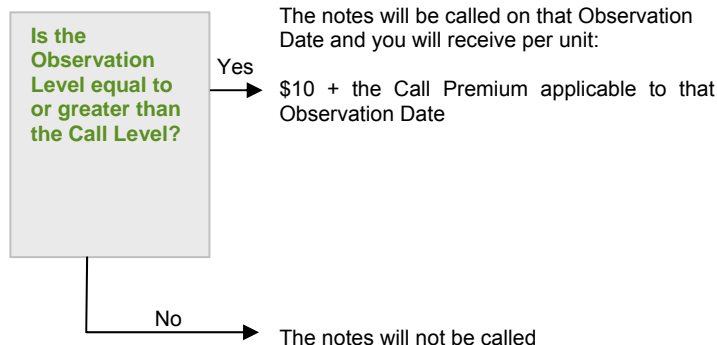 Is the
Observation
Level equal to
or greater than
the Call Level?
Yes
The notes will be called on that Observation
Date and you will receive per unit:
$10 + the Call Premium applicable to that
Observation Date
No
The notes will not be called